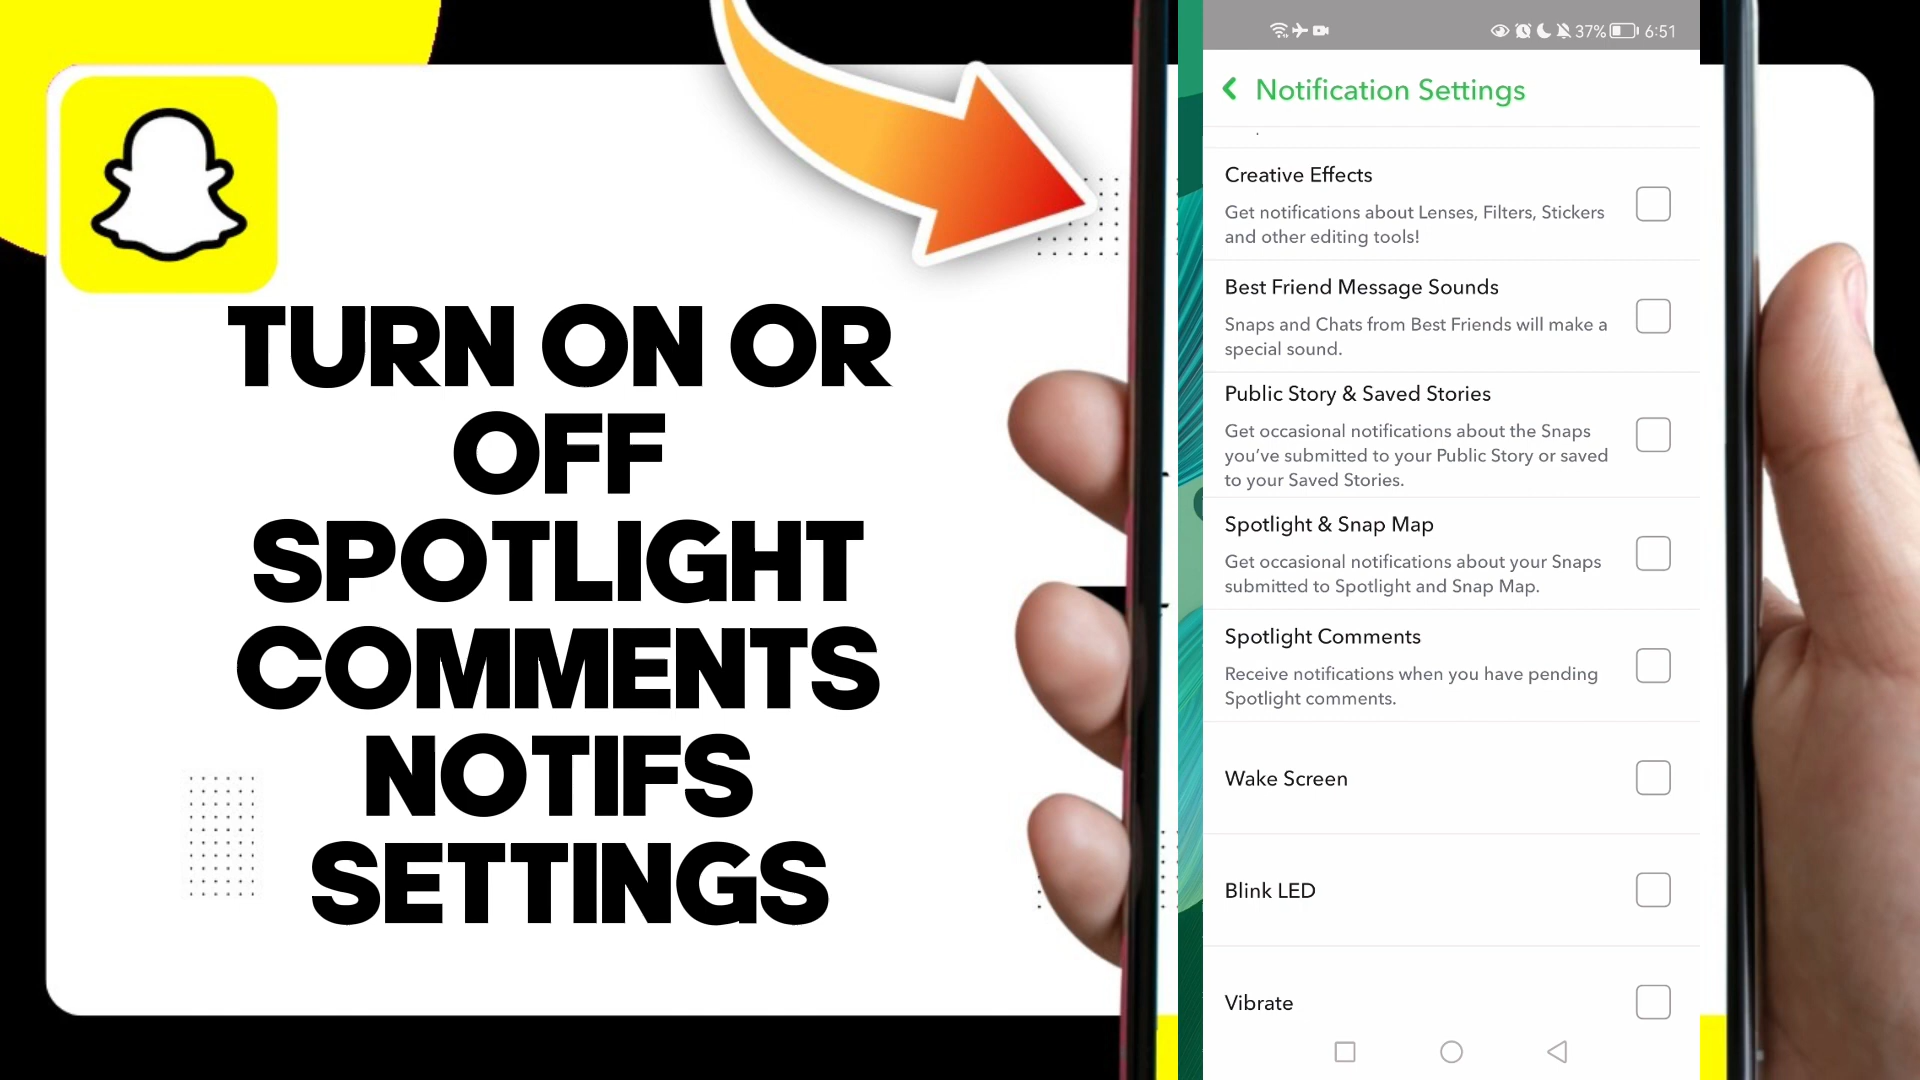 TURN ON OR
OFF
SPOTLIGHT
COMMENTS
NOTIFS
SETTINGS
37% 6:51
Notification Settings
Creative Effects
Get notifications about Lenses, Filters, Stickers
and other editing tools!
Best Friend Message Sounds
Snaps and Chats from Best Friends will make a
special sound.
Public Story & Saved Stories
Get occasional notifications about the Snaps
you’ve submitted to your Public Story or saved
to your Saved Stories.
Spotlight & Snap Map
Get occasional notifications about your Snaps
submitted to Spotlight and Snap Map.
Spotlight Comments
Receive notifications when you have pending
Spotlight comments.
Wake Screen
Blink LED
Vibrate